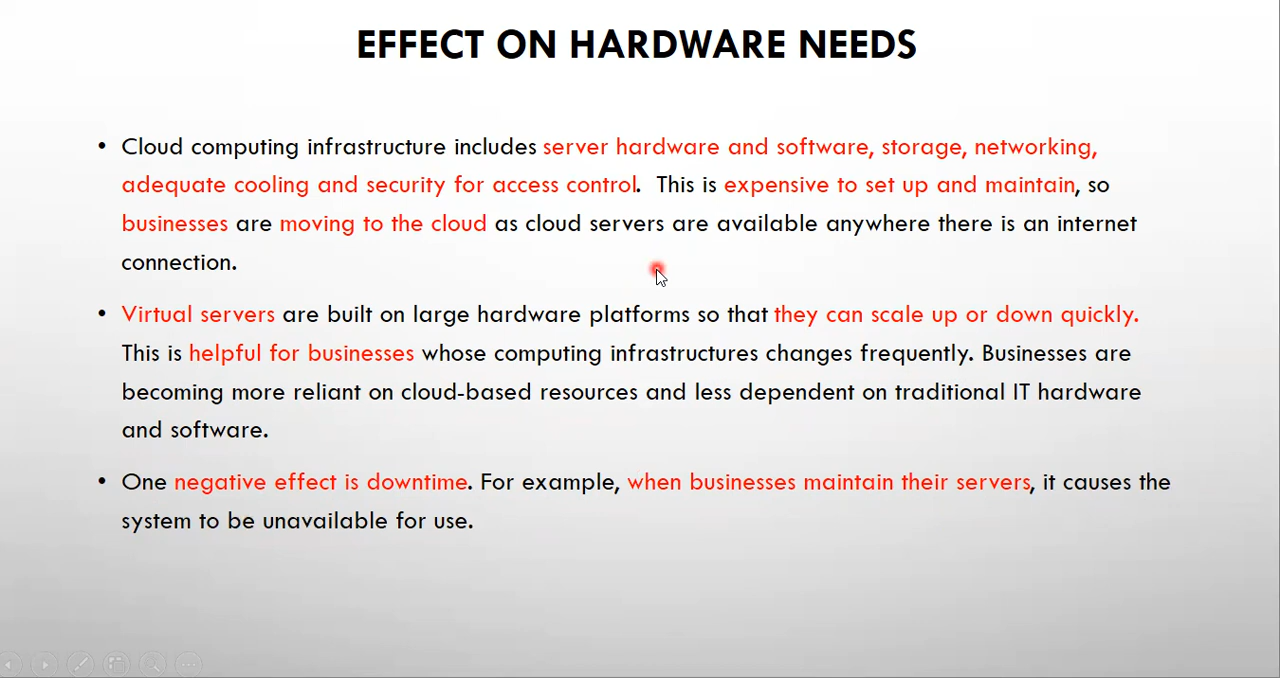 EFFECT ON HARDWARE NEEDS
• Cloud computing infrastructure includes server hardware and software, storage, networking,
adequate cooling and security for access control.  This is expensive to set up and maintain, so
businesses are moving to the cloud as cloud servers are available anywhere there is an internet
connection.
• Virtual servers are built on large hardware platforms so that they can scale up or down quickly.
This is helpful for businesses whose computing infrastructures changes frequently. Businesses are
becoming more reliant on cloud-based resources and less dependent on traditional IT hardware
and software.
• One negative effect is downtime. For example, when businesses maintain their servers, it causes the
system to be unavailable for use.